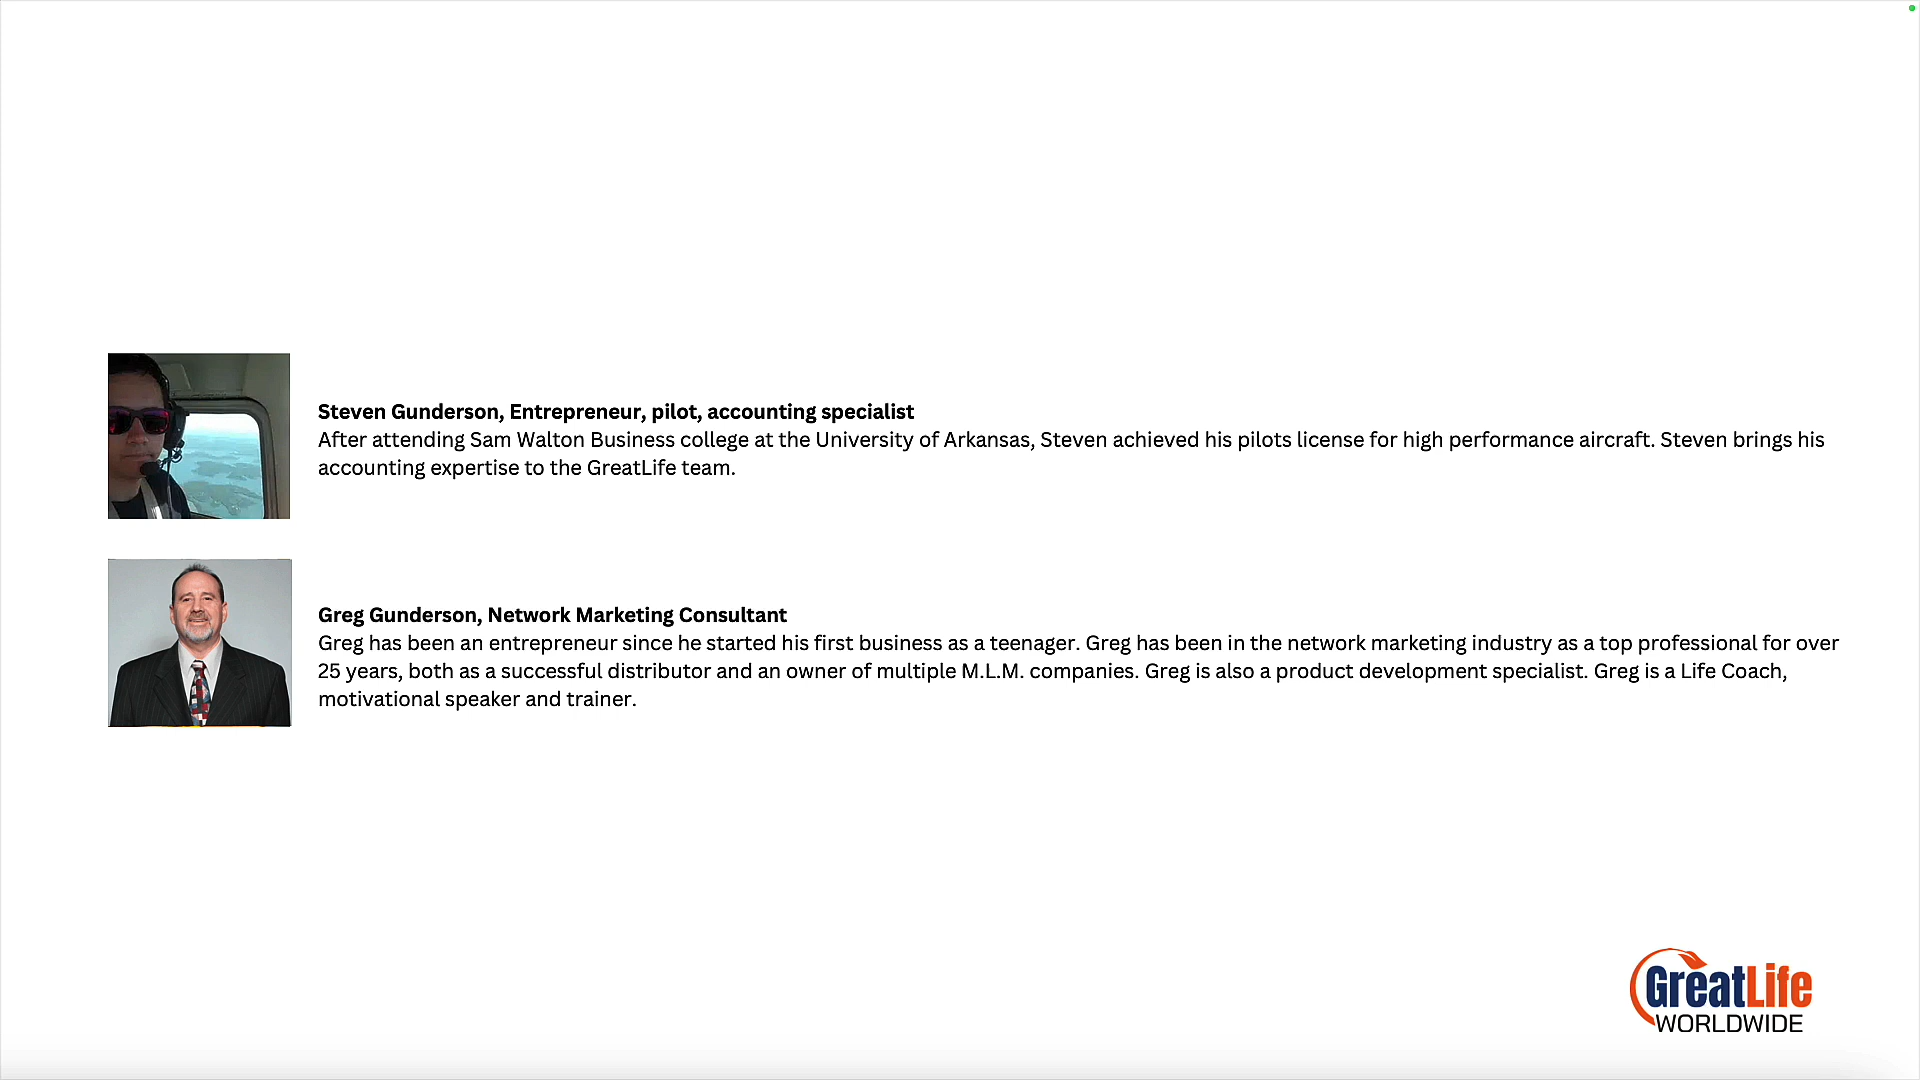 Steven Gunderson, Entrepreneur, pilot, accounting specialist
After attending Sam Walton Business college at the University of Arkansas, Steven achieved his pilots license for high performance aircraft. Steven brings his
accounting expertise to the GreatLife team.
Greg Gunderson, Network Marketing Consultant
Greg has been an entrepreneur since he started his first business as a teenager. Greg has been in the network marketing industry as a top professional for over
25 years, both as a successful distributor and an owner of multiple M.L.M. companies. Greg is also a product development specialist. Greg is a Life Coach,
motivational speaker and trainer.
GreatLife
WORLDWIDE